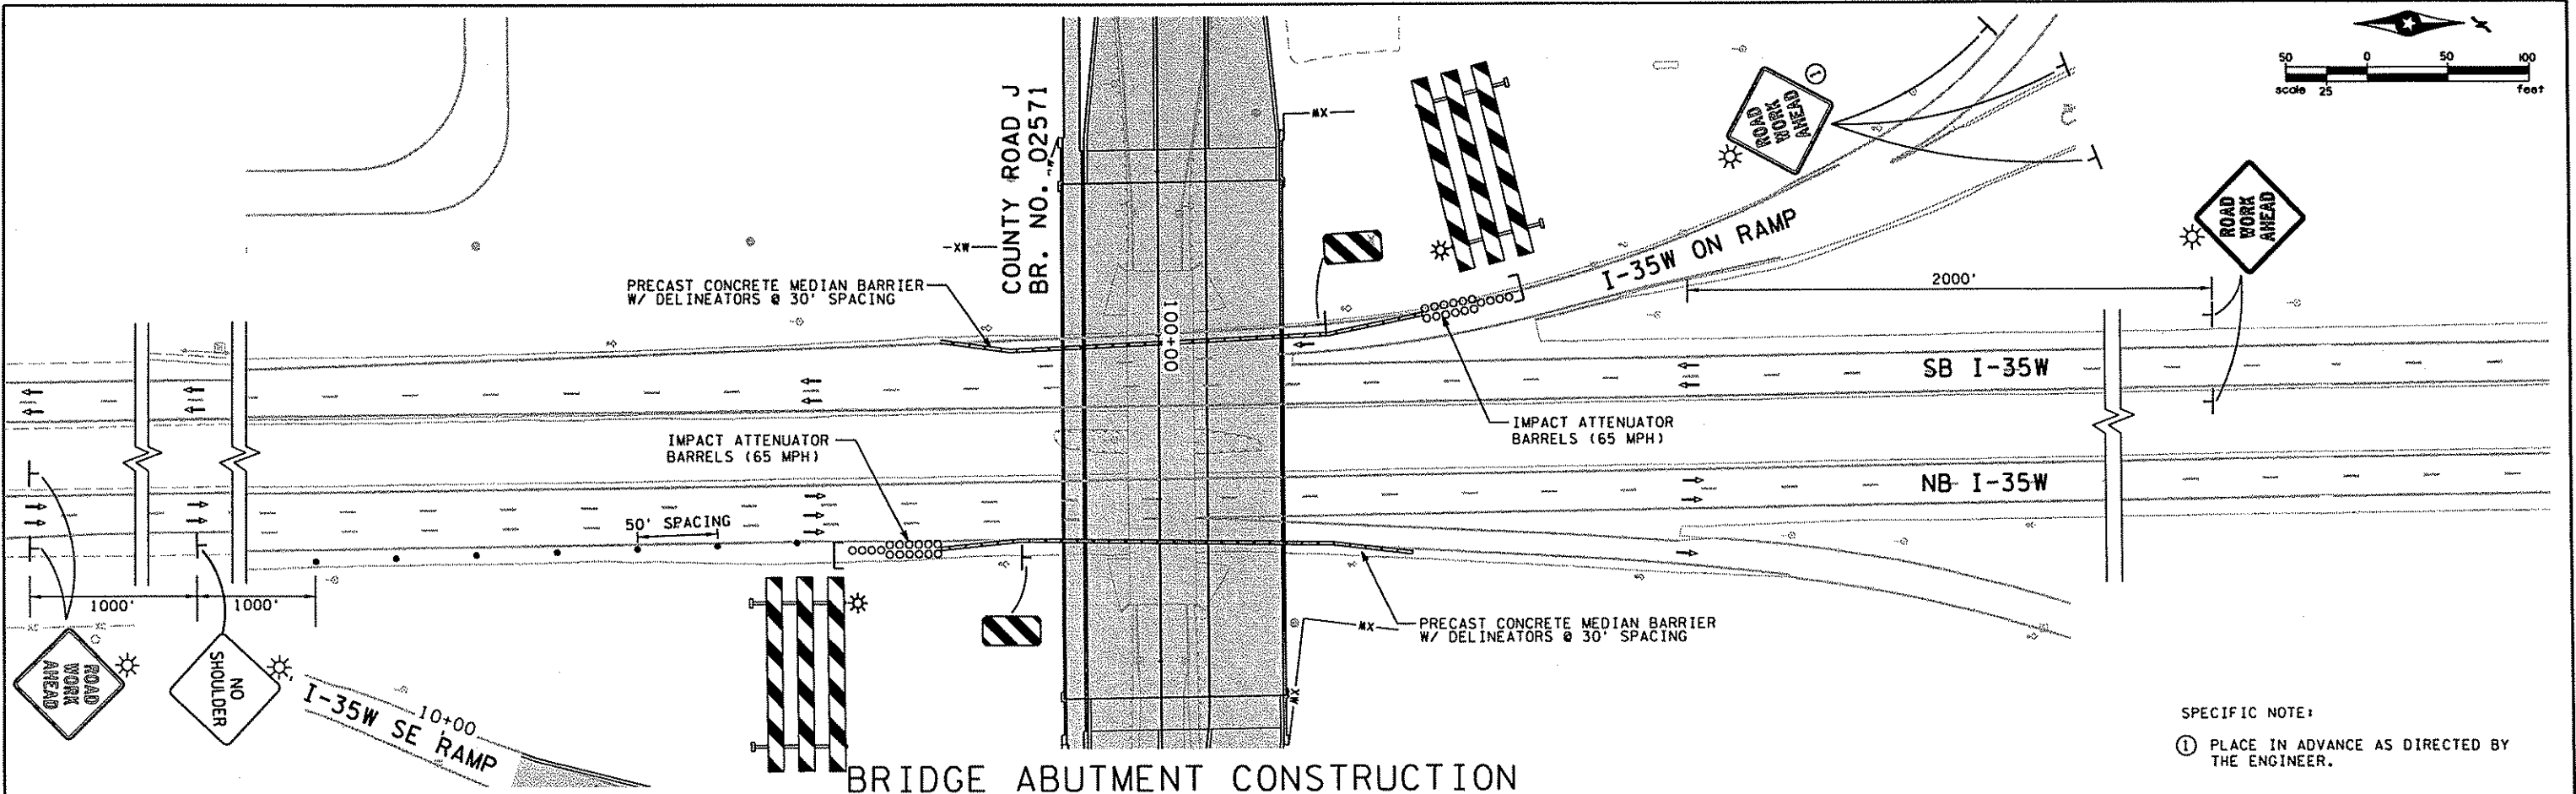 COUNTY ROAD J
BR. NO. 02571
50 0 50 100
scale 25 feet
ROAD
WORK
AHEAD
1
ROAD
WORK
AHEAD
XW
MX
PRECAST CONCRETE MEDIAN BARRIER
W/ DELINEATORS @ 30' SPACING
I-35W ON RAMP
2000'
100+00
SB I-35W
IMPACT ATTENUATOR
BARRELS (65 MPH)
IMPACT ATTENUATOR
BARRELS (65 MPH)
NB I-35W
50' SPACING
1000'
1000'
ROAD
WORK
AHEAD
NO
SHOULDER
I-35W SE RAMP
10+00
MX
XW
PRECAST CONCRETE MEDIAN BARRIER
W/ DELINEATORS @ 30' SPACING
SPECIFIC NOTE:
1 PLACE IN ADVANCE AS DIRECTED BY
THE ENGINEER.
BRIDGE ABUTMENT CONSTRUCTION